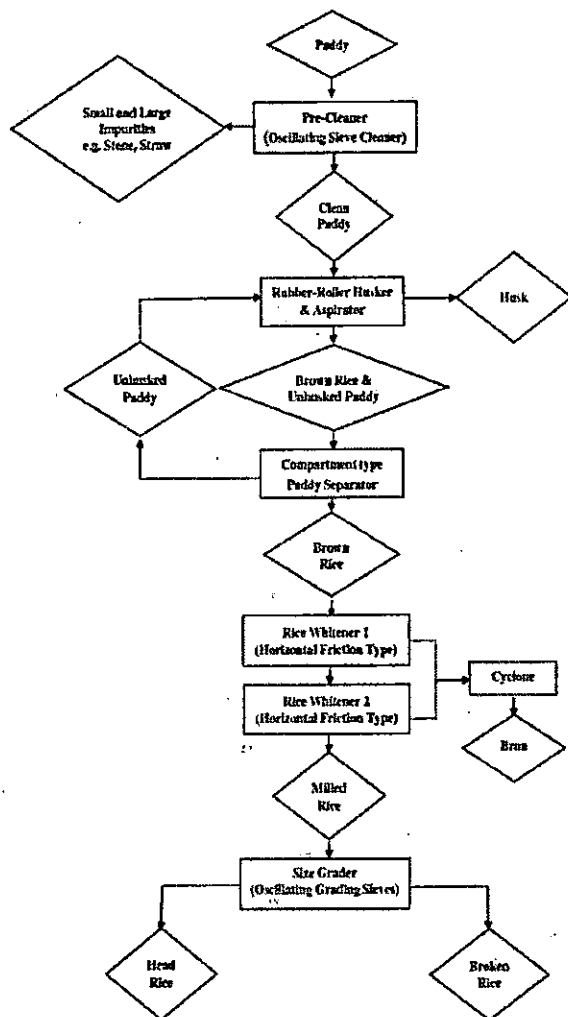 Paddy
Small and Large
Impurities
e.g. Stone, Straw
Pre-Cleaner
(Oscillating Sieve Cleaner)
Clean
Paddy
Rubber-Roller Husker
& Aspirator
Husk
Unhusked
Paddy
Brown Rice &
Unhusked Paddy
Compartment type
Paddy Separator
Brown
Rice
Rice Whitener 1
(Horizontal Friction Type)
Rice Whitener 2
(Horizontal Friction Type)
Cyclone
Bran
Milled
Rice
Size Grader
(Oscillating Grading Sieves)
Head
Rice
Broken
Rice